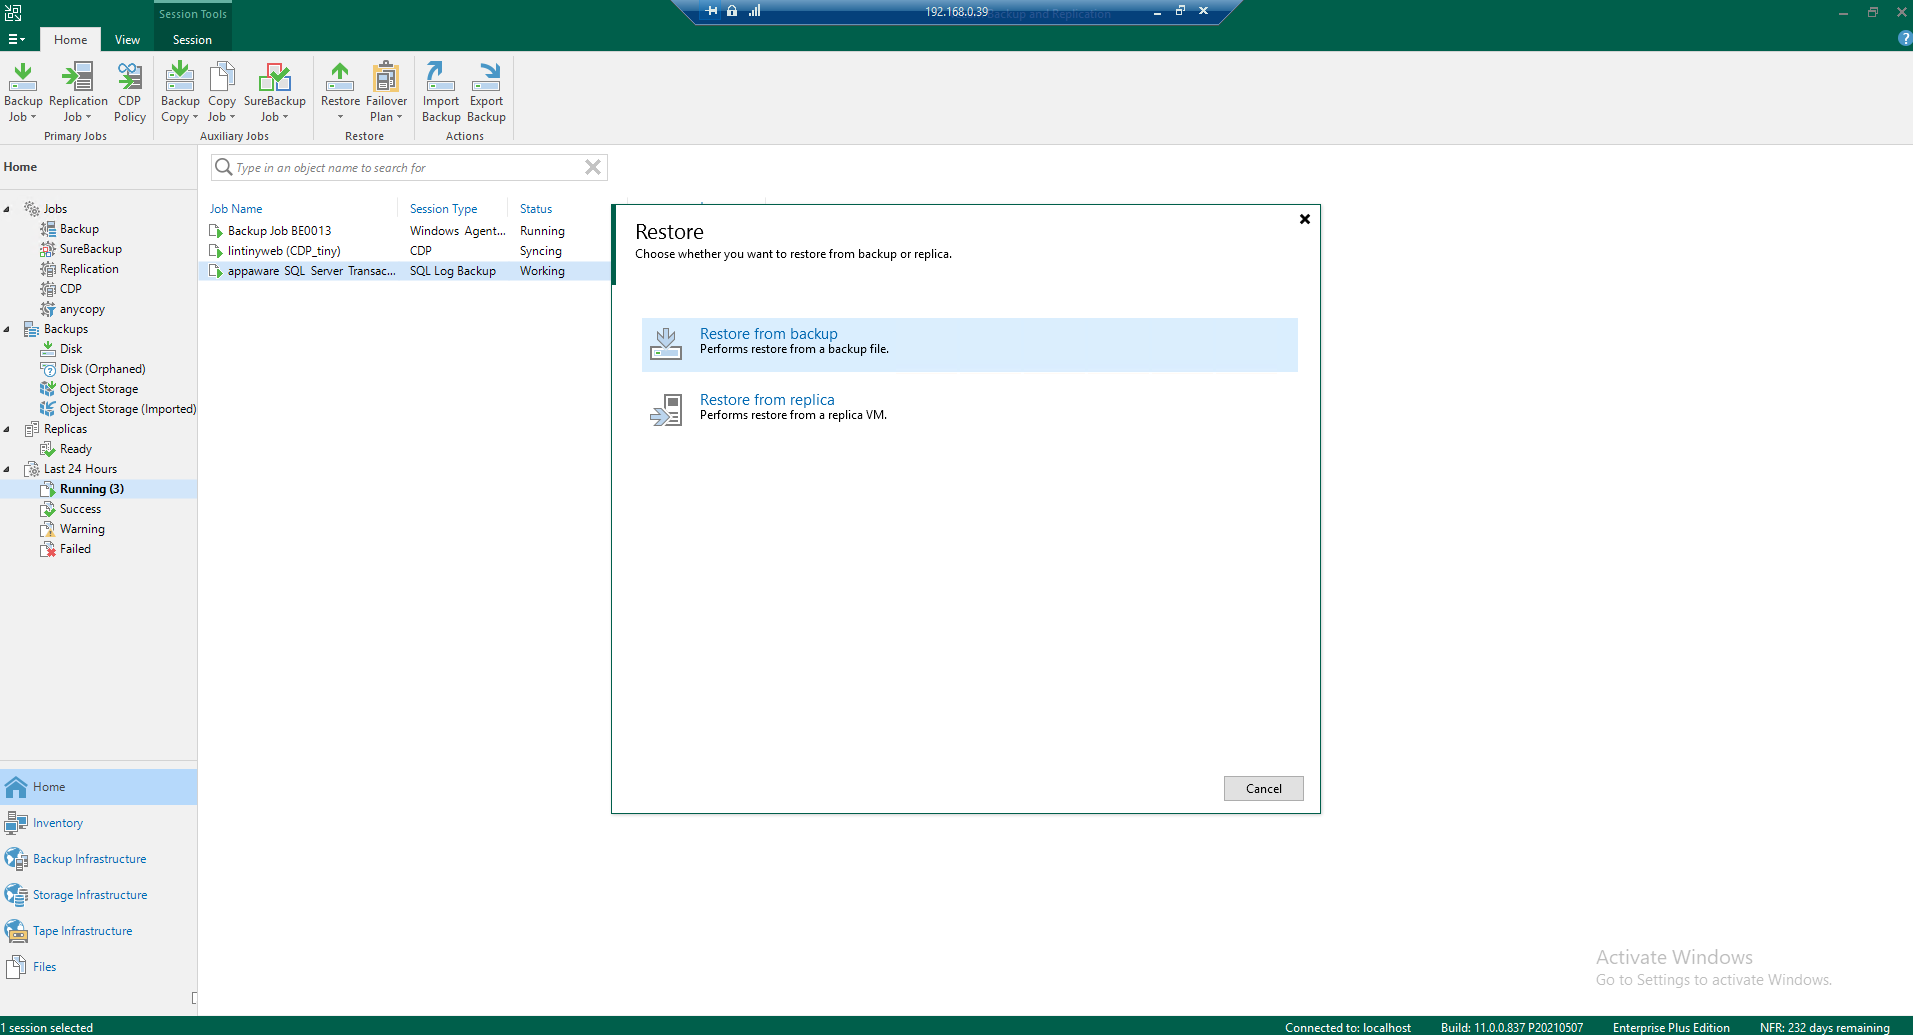 Session Tools
192.168.0.39
Backup and Replication
Home
View
Session
Backup Job
Replication Job
CDP Policy
Backup Copy
Copy Job
SureBackup Job
Restore
Failover Plan
Import Backup
Export Backup
Primary Jobs
Auxiliary Jobs
Restore
Actions
Home
Type in an object name to search for
Jobs
Backup
SureBackup
Replication
CDP
anycopy
Backups
Disk
Disk (Orphaned)
Object Storage
Object Storage (Imported)
Replicas
Ready
Last 24 Hours
Running (3)
Success
Warning
Failed
Job Name Session Type Status
Backup Job BE0013 Windows Agent... Running
lintinyweb (CDP_tiny) CDP Syncing
appaware SQL Server Transac... SQL Log Backup Working
Restore
Choose whether you want to restore from backup or replica.
Restore from backup
Performs restore from a backup file.
Restore from replica
Performs restore from a replica VM.
Cancel
Home
Inventory
Backup Infrastructure
Storage Infrastructure
Tape Infrastructure
Files
Activate Windows
Go to Settings to activate Windows.
1 session selected
Connected to: localhost
Build: 11.0.0.837 P20210507
Enterprise Plus Edition
NFR: 232 days remaining